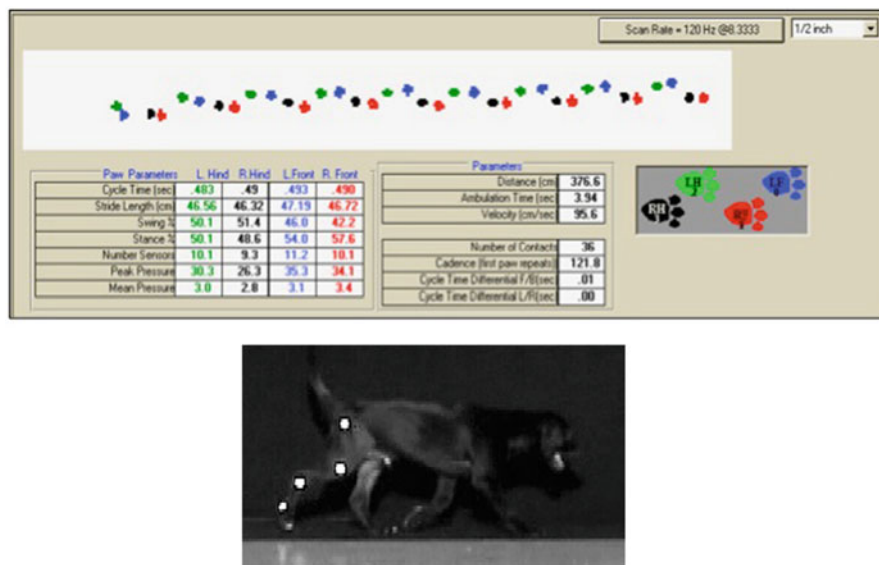 Scan Rate = 120 Hz @8.3333 1/2 inch
Paw Parameters L. Hind R.Hind L.Front R. Front
Cycle Time (sec) .483 .49 .493 .490
Stride Length (cm) 46.56 46.32 47.19 46.72
Swing % 50.1 51.4 46.0 42.2
Stance % 50.1 48.6 54.0 57.6
Number Sensors 10.1 9.3 11.2 10.1
Peak Pressure 30.3 26.3 35.3 34.1
Mean Pressure 3.0 2.8 3.1 3.4
Parameters
Distance (cm) 376.6
Ambulation Time (sec) 3.94
Velocity (cm/sec) 95.6
Number of Contacts 36
Cadence (first paw repeats) 121.8
Cycle Time Differential F/B(sec) .01
Cycle Time Differential L/R(sec) .00
LH
RH